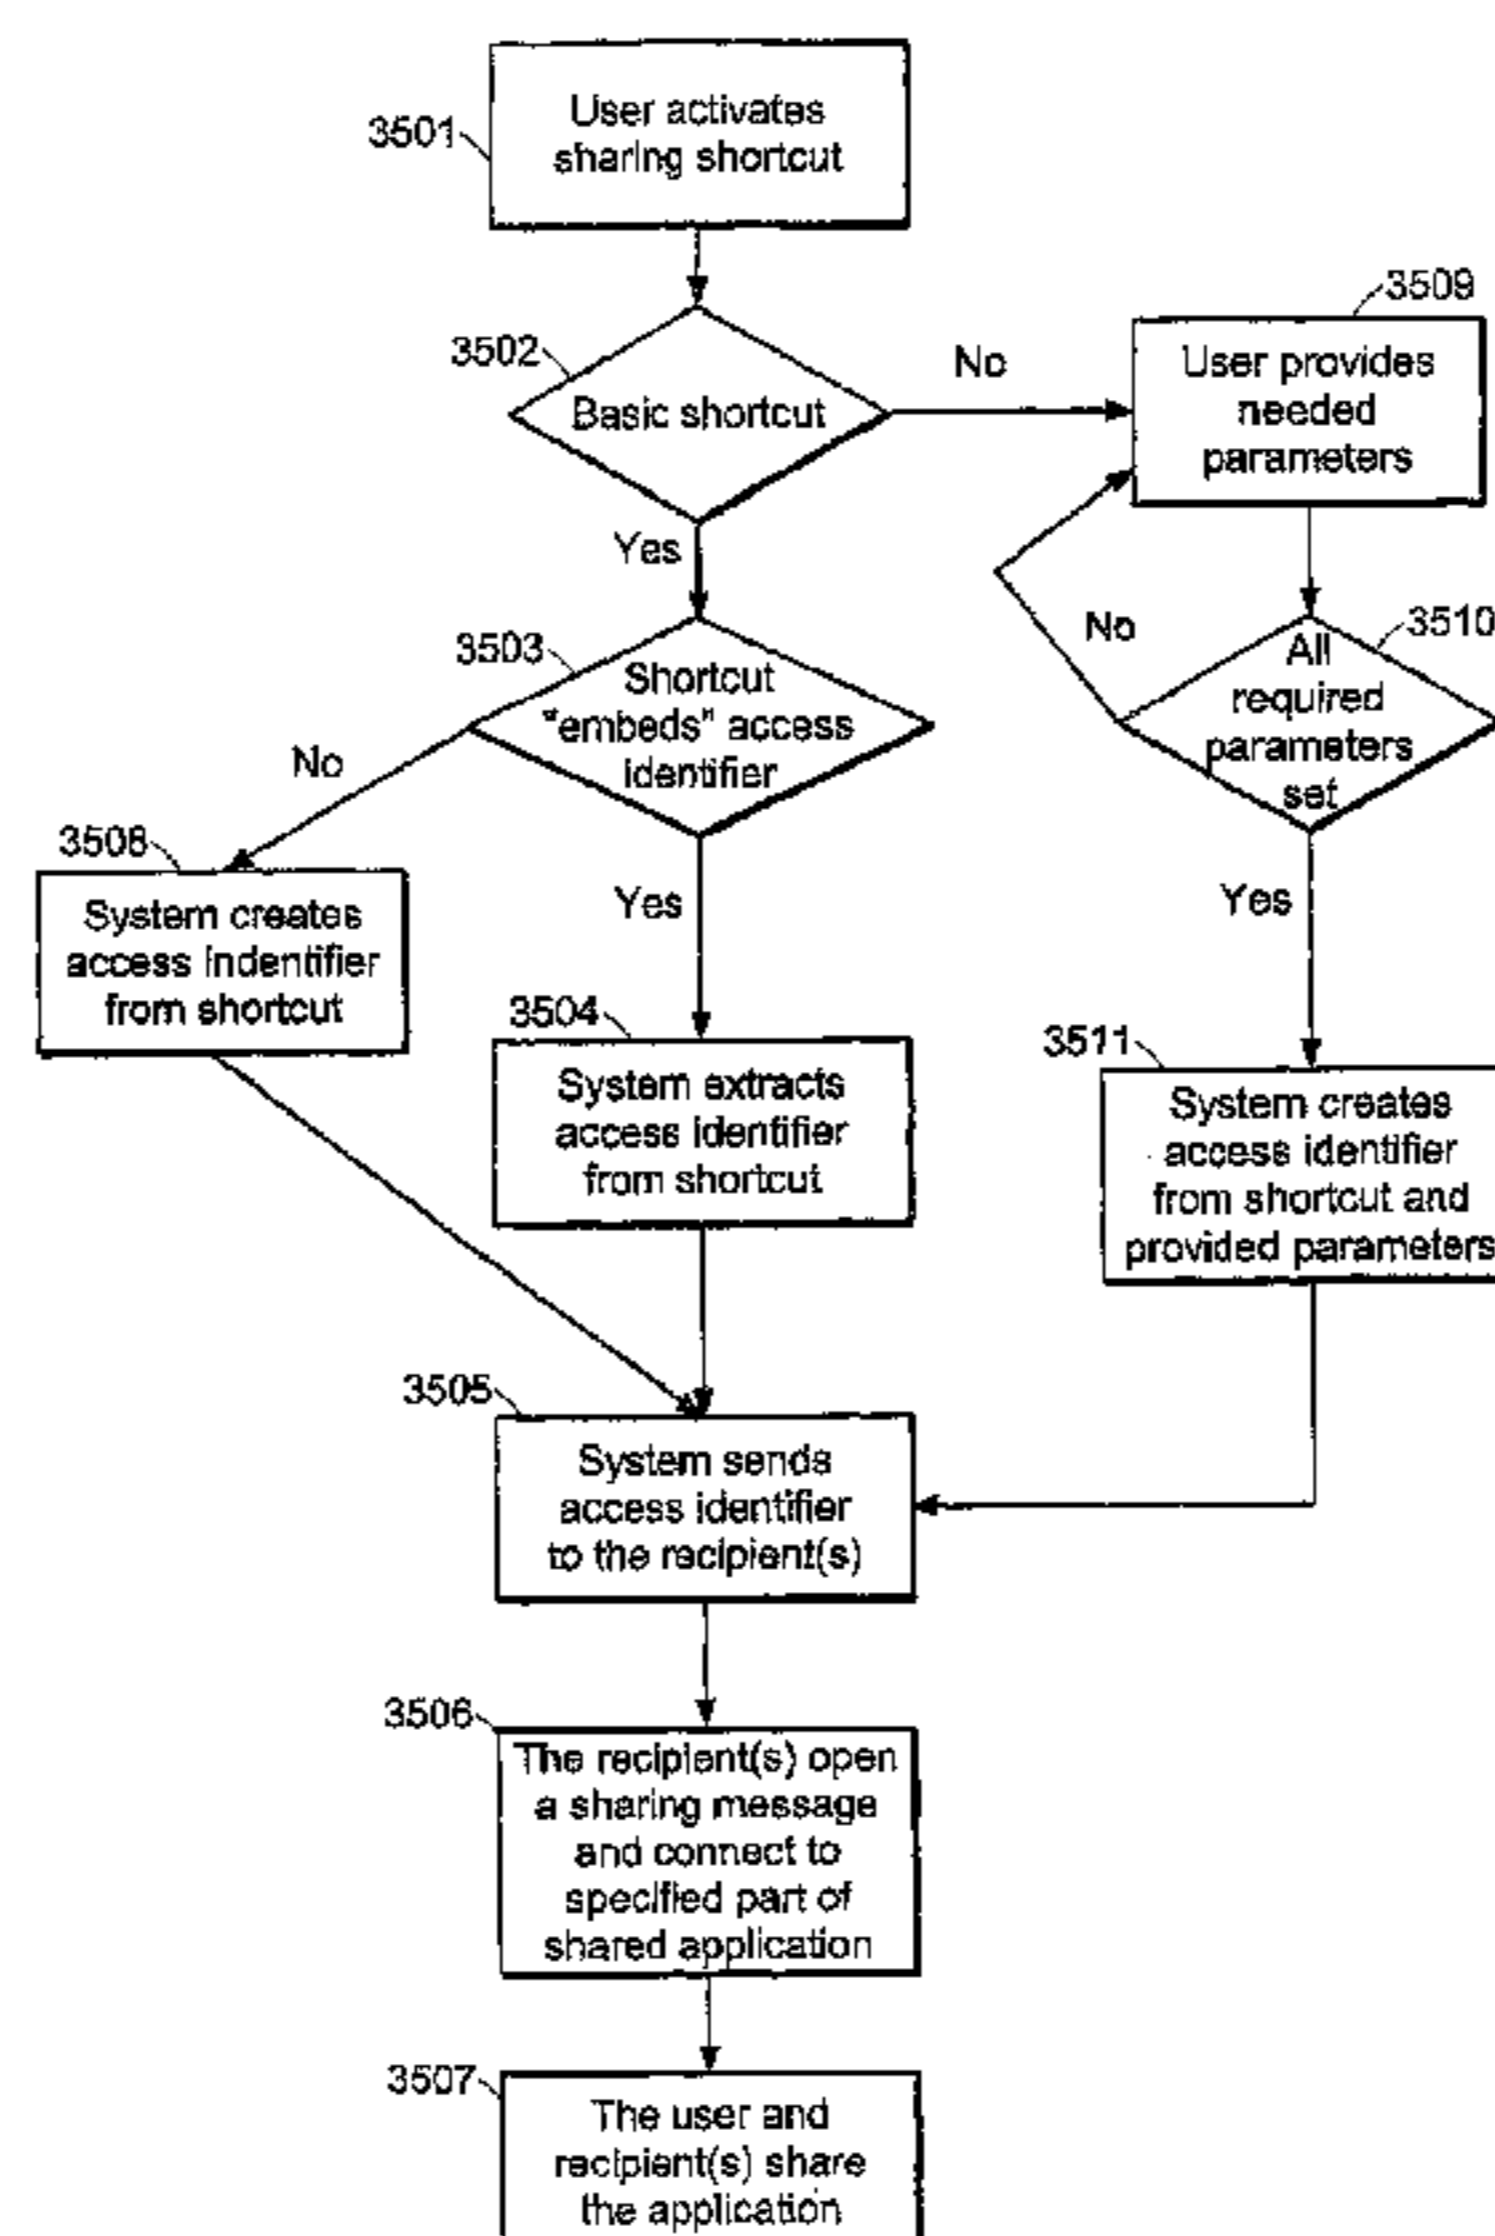 3501
User activates
sharing shortcut
3502
Basic shortcut
No
3509
User provides
needed
parameters
Yes
3503
Shortcut
"embeds" access
identifier
No
3510
All
required
parameters
set
No
3508
System creates
access indentifier
from shortcut
Yes
3504
System extracts
access identifier
from shortcut
Yes
3511
System creates
access identifier
from shortcut and
provided parameters
3505
System sends
access identifier
to the recipient(s)
3506
The recipient(s) open
a sharing message
and connect to
specified part of
shared application
3507
The user and
recipient(s) share
the application